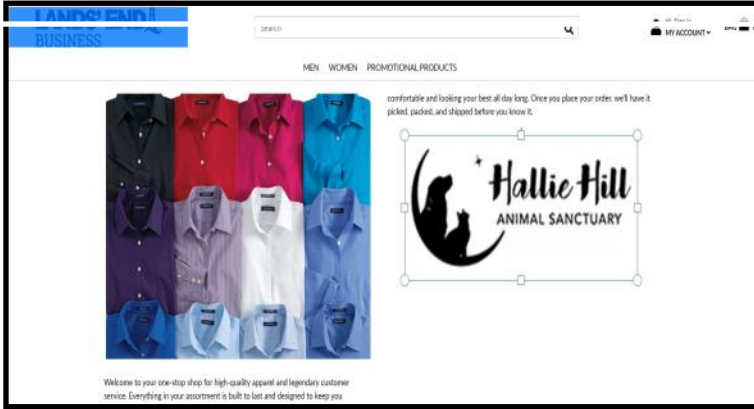 LANDS' END
BUSINESS
Search
MY ACCOUNT
MEN WOMEN PROMOTIONAL PRODUCTS
comfortable and looking your best all day long. Once you place your order, we'll have it
picked, packed, and shipped before you know it.
Hallie Hill
ANIMAL SANCTUARY
Welcome to your one-stop shop for high-quality apparel and legendary customer
service. Everything in your assortment is built to last and designed to keep you